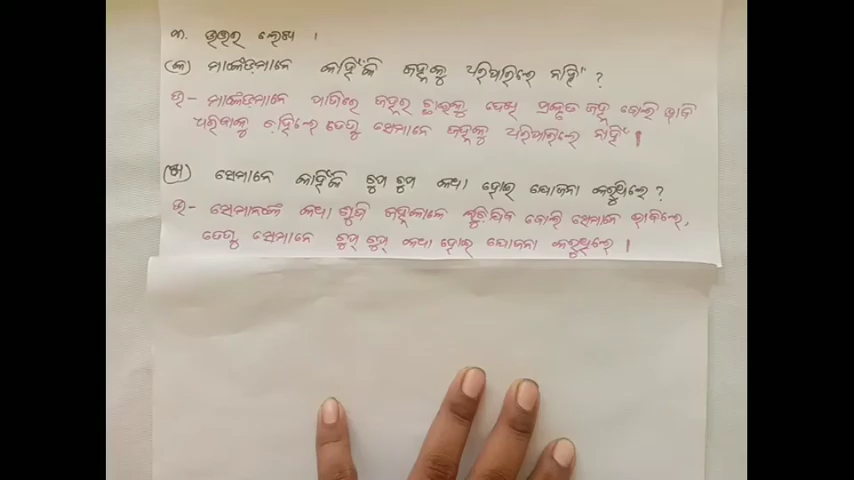 ୧. ଉତ୍ତର ଲେଖ ।
(କ) ମାଙ୍କେଡ଼ମାନେ କାହିଁକି ଜହ୍ନକୁ ଧରିପାରିଲେ ନାହିଁ ?
ଉ- ମାଙ୍କେଡ଼ମାନେ ପାଣିରେ ଜହ୍ନର ଛାଇକୁ ଦେଖି ପ୍ରକୃତ ଜହ୍ନ ବୋଲି ଭାବି
ଧରିବାକୁ ଚାହିଁଲେ ତେଣୁ ସେମାନେ ଜହ୍ନକୁ ଧରିପାରିଲେ ନାହିଁ ।
(ଖ) ସେମାନେ କାହିଁକି ଚୁପ୍ ଚୁପ୍ କଥା ହୋଇ ଯୋଜନା କରୁଥିଲେ ?
ଉ- ସେମାନଙ୍କ କଥା ଶୁଣି ଜହ୍ନ କାଳେ ଲୁଚିଯିବ ବୋଲି ସେମାନେ ଭାବିଲେ,
ତେଣୁ ସେମାନେ ଚୁପ୍ ଚୁପ୍ କଥା ହୋଇ ଯୋଜନା କରୁଥିଲେ ।